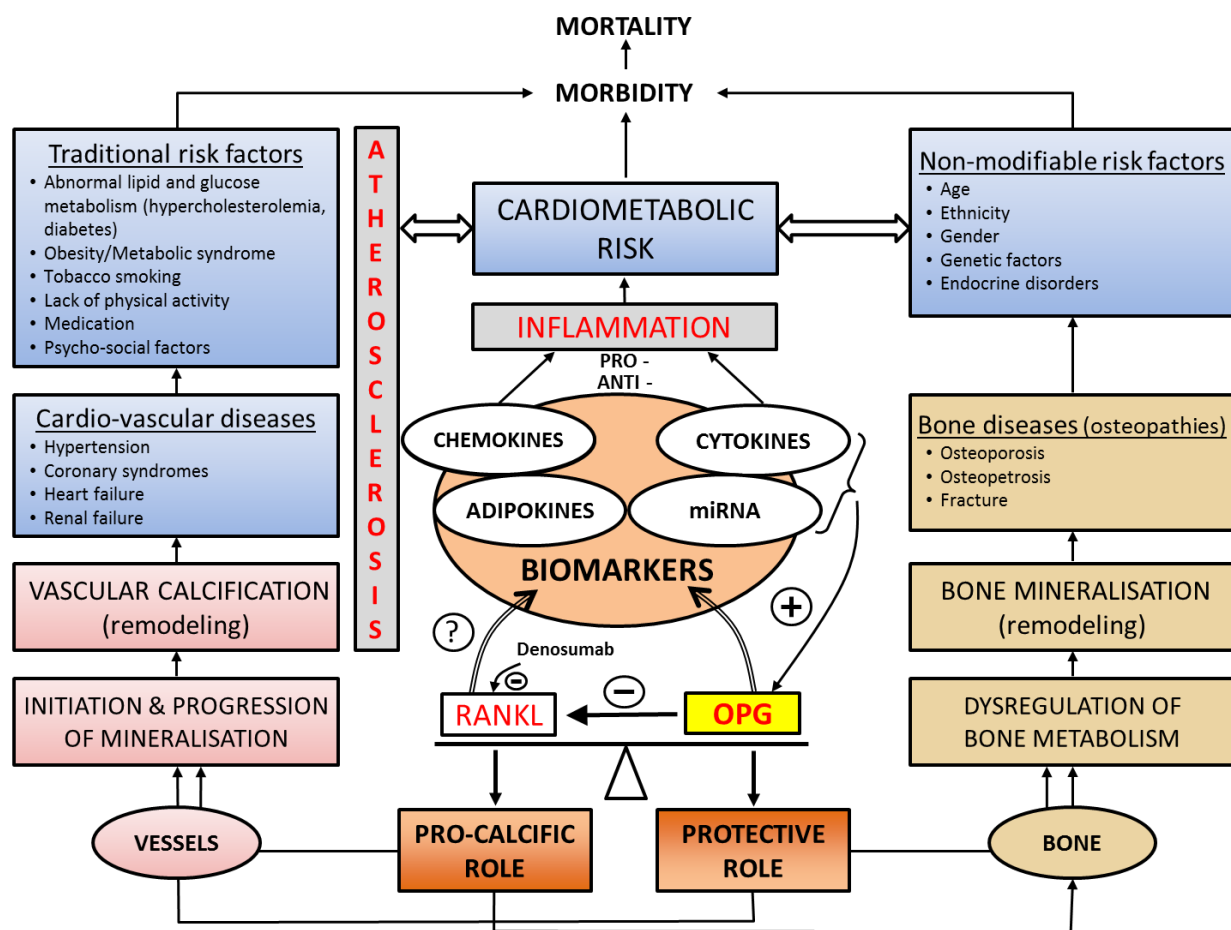 MORTALITY
MORBIDITY
Traditional risk factors
• Abnormal lipid and glucose
metabolism (hypercholesterolemia,
diabetes)
• Obesity/Metabolic syndrome
• Tobacco smoking
• Lack of physical activity
• Medication
• Psycho-social factors
Cardio-vascular diseases
• Hypertension
• Coronary syndromes
• Heart failure
• Renal failure
VASCULAR CALCIFICATION
(remodeling)
INITIATION & PROGRESSION
OF MINERALISATION
VESSELS
A
T
H
E
R
O
S
C
L
E
R
O
S
I
S
CARDIOMETABOLIC
RISK
INFLAMMATION
PRO -
ANTI -
CHEMOKINES
CYTOKINES
ADIPOKINES
miRNA
BIOMARKERS
?
+
Denosumab
−
−
RANKL
OPG
PRO-CALCIFIC
ROLE
PROTECTIVE
ROLE
Non-modifiable risk factors
• Age
• Ethnicity
• Gender
• Genetic factors
• Endocrine disorders
Bone diseases (osteopathies)
• Osteoporosis
• Osteopetrosis
• Fracture
BONE MINERALISATION
(remodeling)
DYSREGULATION OF
BONE METABOLISM
BONE